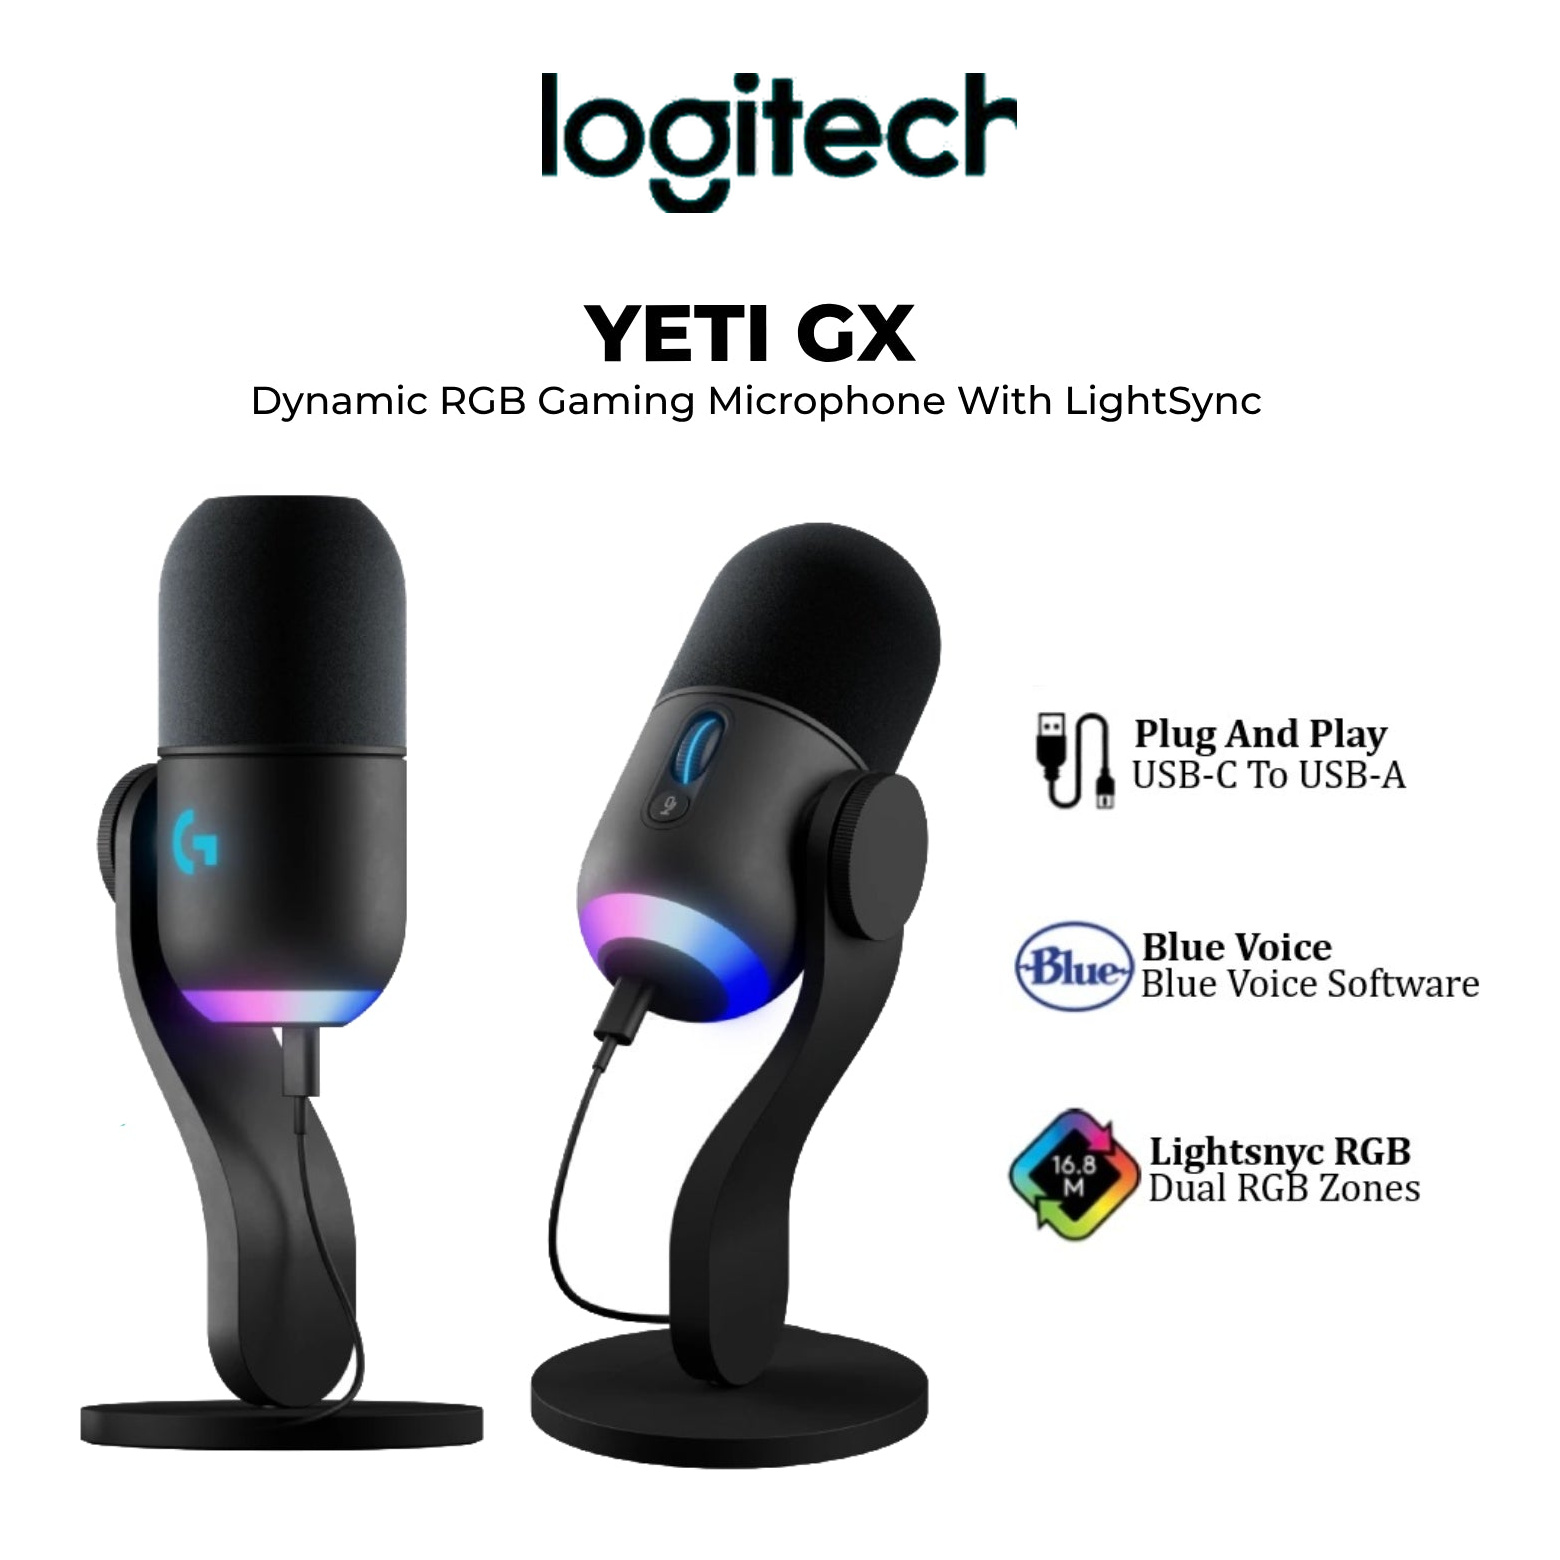 logitech
YETI GX
Dynamic RGB Gaming Microphone With LightSync
G
Plug And Play
USB-C To USB-A
Blue
Blue Voice
Blue Voice Software
16.8
M
Lightsnyc RGB
Dual RGB Zones